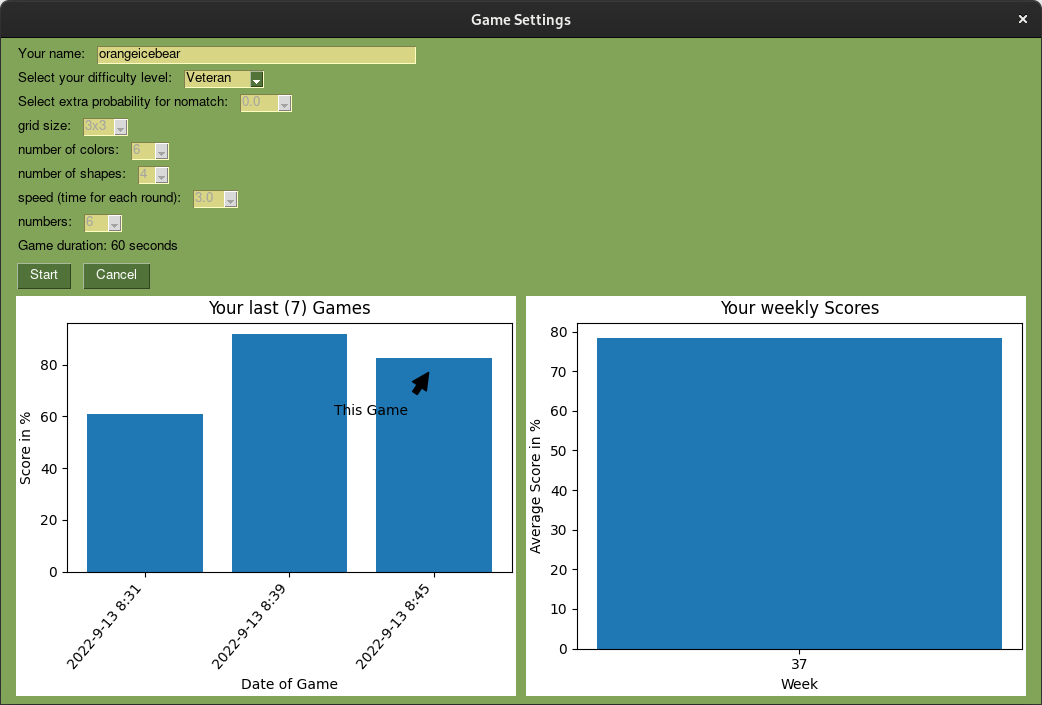 Game Settings ×
Your name: orangeicebear
Select your difficulty level: Veteran
Select extra probability for nomatch: 0.0
grid size: 3x3
number of colors: 6
number of shapes: 4
speed (time for each round): 3.0
numbers: 6
Game duration: 60 seconds
Start Cancel
Your last (7) Games
Score in %
80
60
40
20
0
This Game
2022-9-13 8:31
2022-9-13 8:39
2022-9-13 8:45
Date of Game
Your weekly Scores
Average Score in %
80
70
60
50
40
30
20
10
0
37
Week